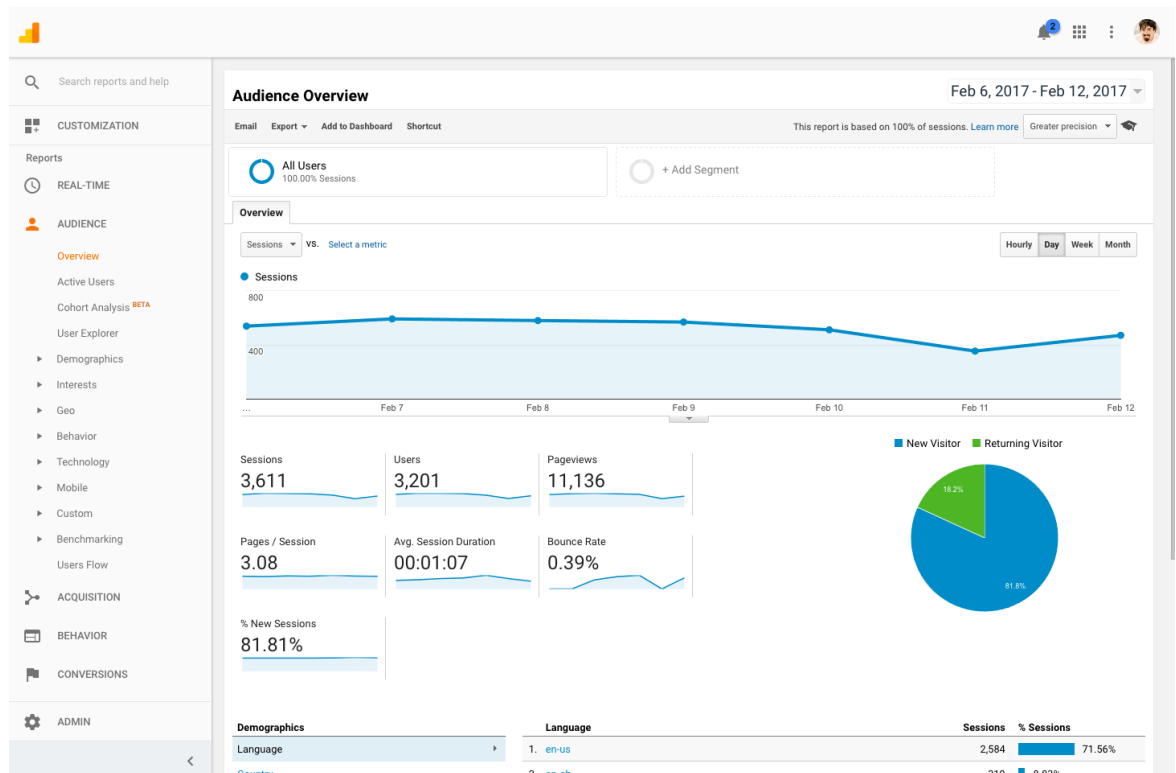 2
Search reports and help
Audience Overview
Feb 6, 2017 - Feb 12, 2017
CUSTOMIZATION
Email Export Add to Dashboard Shortcut
This report is based on 100% of sessions. Learn more Greater precision
Reports
REAL-TIME
AUDIENCE
Overview
Active Users
Cohort Analysis BETA
User Explorer
Demographics
Interests
Geo
Behavior
Technology
Mobile
Custom
Benchmarking
Users Flow
ACQUISITION
BEHAVIOR
CONVERSIONS
ADMIN
All Users
100.00% Sessions
+ Add Segment
Overview
Sessions VS. Select a metric
Hourly Day Week Month
Sessions
800
400
... Feb 7 Feb 8 Feb 9 Feb 10 Feb 11 Feb 12
New Visitor Returning Visitor
18.2%
81.8%
Sessions
3,611
Users
3,201
Pageviews
11,136
Pages / Session
3.08
Avg. Session Duration
00:01:07
Bounce Rate
0.39%
% New Sessions
81.81%
Demographics
Language
Country
Language Sessions % Sessions
1. en-us 2,584 71.56%
2. en-gb